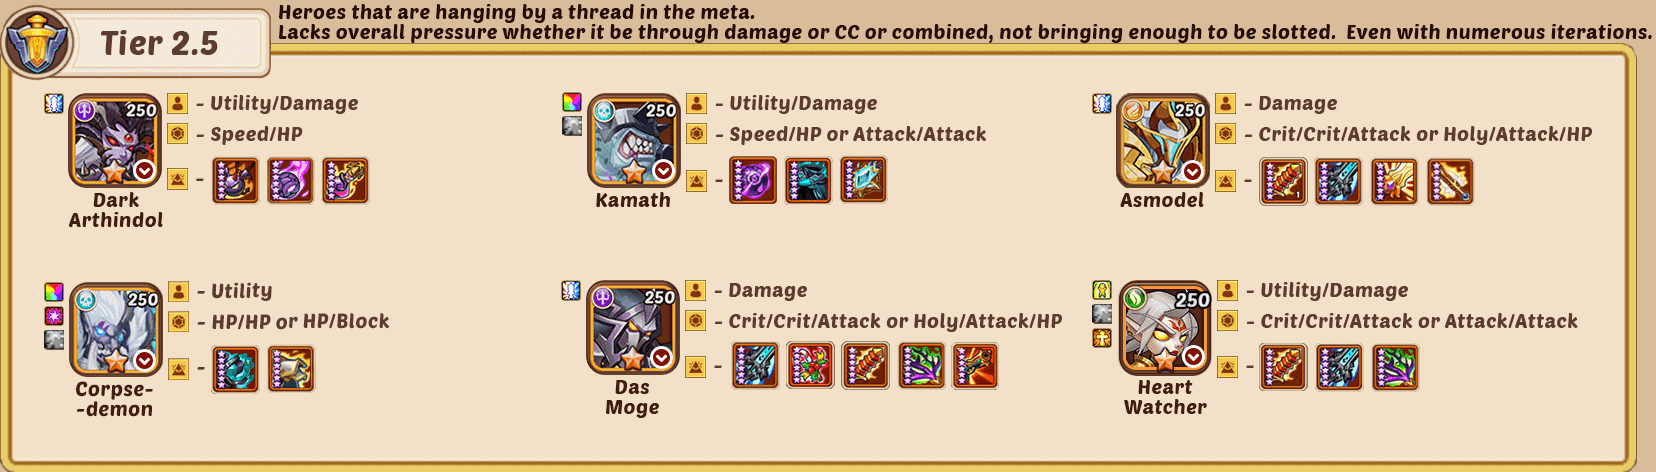 Heroes that are hanging by a thread in the meta.
Tier 2.5
Lacks overall pressure whether it be through damage or CC or combined, not bringing enough to be slotted. Even with numerous iterations.
250
- Utility/Damage
- Speed/HP
-
Dark
Arthindol
250
- Utility/Damage
- Speed/HP or Attack/Attack
-
Kamath
250
- Damage
- Crit/Crit/Attack or Holy/Attack/HP
-
Asmodel
250
- Utility
- HP/HP or HP/Block
-
Corpse-
-demon
250
- Damage
- Crit/Crit/Attack or Holy/Attack/HP
-
Das
Moge
250
- Utility/Damage
- Crit/Crit/Attack or Attack/Attack
-
Heart
Watcher